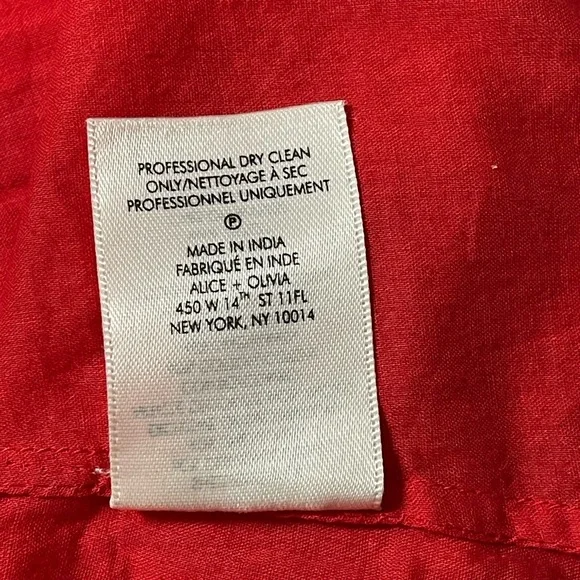 PROFESSIONAL DRY CLEAN
ONLY/NETTOYAGE À SEC
PROFESSIONNEL UNIQUEMENT
Ⓟ
MADE IN INDIA
FABRIQUÉ EN INDE
ALICE + OLIVIA
450 W 14TH ST 11FL
NEW YORK, NY 10014